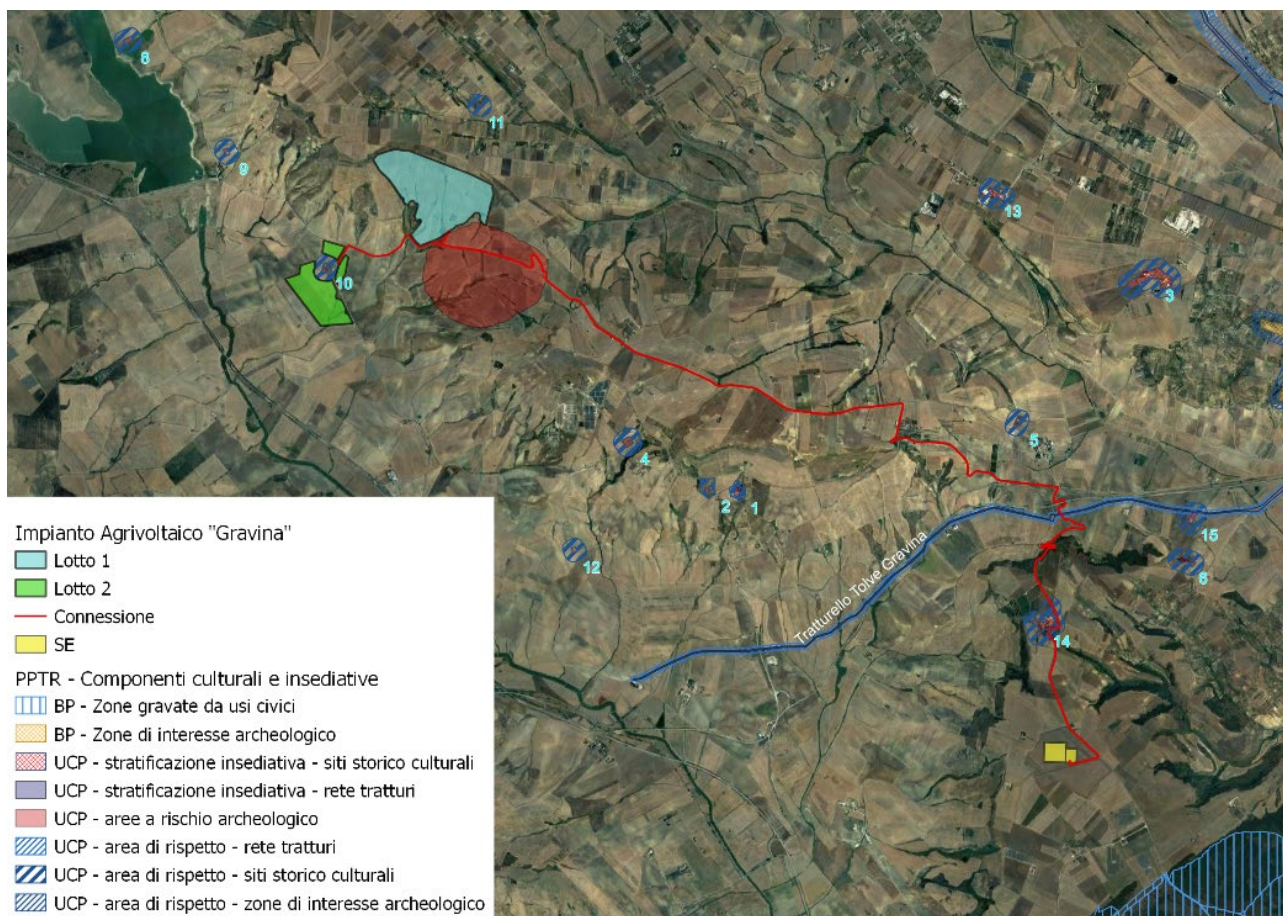 8
11
9
13
10
3
5
4
2
1
15
6
12
Tratturello Tolve Gravina
14
Impianto Agrivoltaico "Gravina"
Lotto 1
Lotto 2
Connessione
SE
PPTR - Componenti culturali e insediative
BP - Zone gravate da usi civici
BP - Zone di interesse archeologico
UCP - stratificazione insediativa - siti storico culturali
UCP - stratificazione insediativa - rete tratturi
UCP - aree a rischio archeologico
UCP - area di rispetto - rete tratturi
UCP - area di rispetto - siti storico culturali
UCP - area di rispetto - zone di interesse archeologico